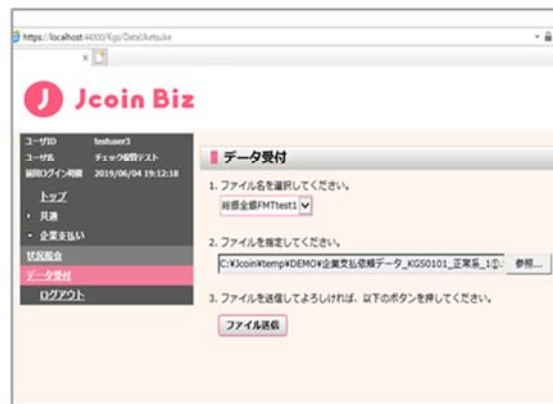 https://localhost:44300/Kgs/DataUketsuke
J Jcoin Biz
ユーザID testuser3
ユーザ名 チェック仮登テスト
前回ログイン時間 2019/06/04 19:12:18
トップ
共通
企業支払い
状況照会
データ受付
ログアウト
データ受付
1. ファイル名を選択してください。
総振全銀FMTtest1
2. ファイルを指定してください。
C:¥Jcoin¥temp¥DEMO¥企業支払依頼データ_KGS0101_正常系_1①. 参照...
3. ファイルを送信してよろしければ、以下のボタンを押してください。
ファイル送信